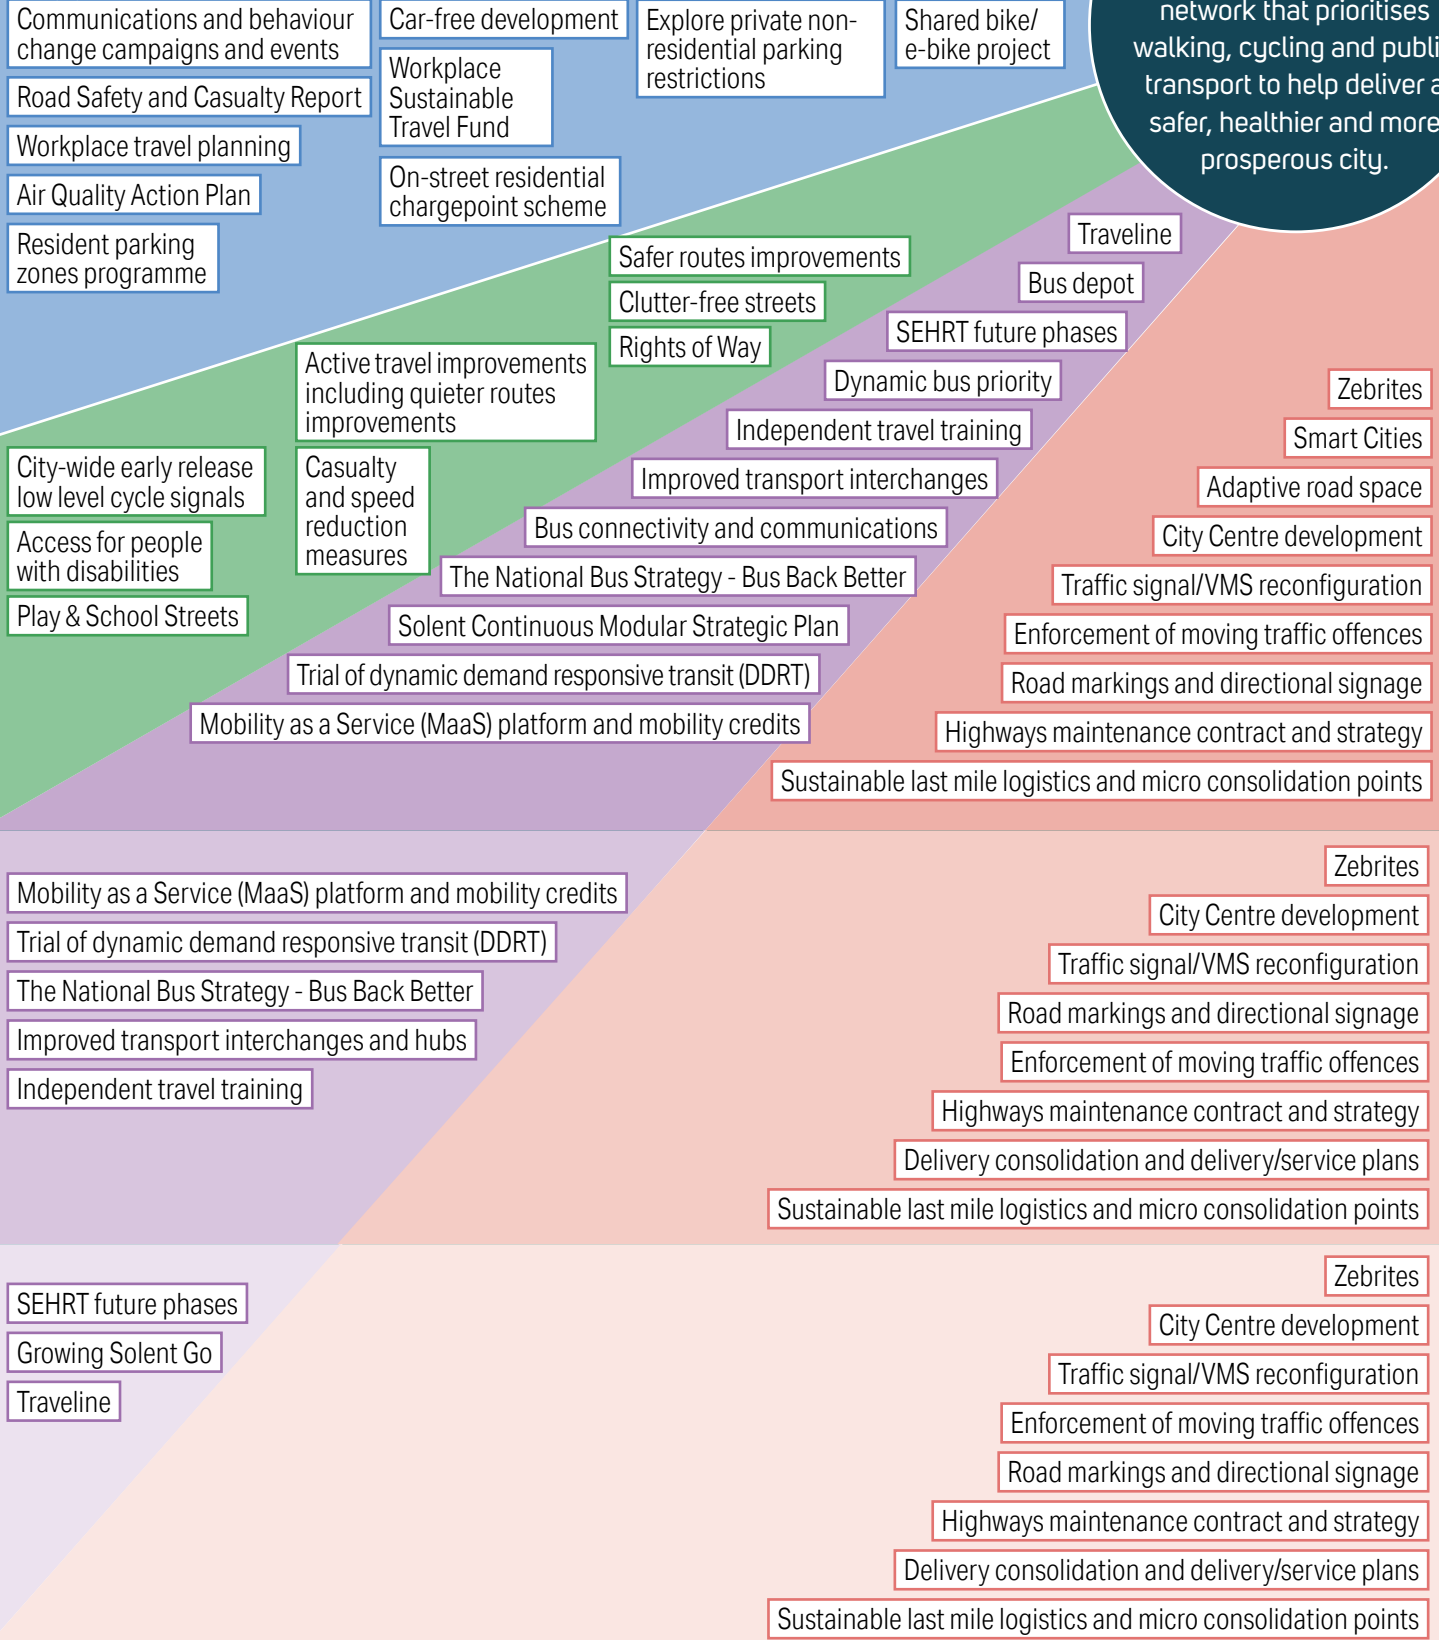 Communications and behaviour
change campaigns and events
Road Safety and Casualty Report
Workplace travel planning
Air Quality Action Plan
Resident parking
zones programme
Car-free development
Workplace
Sustainable
Travel Fund
On-street residential
chargepoint scheme
Explore private non-
residential parking
restrictions
Shared bike/
e-bike project
network that prioritises
walking, cycling and publi
transport to help deliver a
safer, healthier and more
prosperous city.
Safer routes improvements
Clutter-free streets
Rights of Way
Active travel improvements
including quieter routes
improvements
Casualty
and speed
reduction
measures
City-wide early release
low level cycle signals
Access for people
with disabilities
Play & School Streets
Traveline
Bus depot
SEHRT future phases
Dynamic bus priority
Independent travel training
Improved transport interchanges
Bus connectivity and communications
The National Bus Strategy - Bus Back Better
Solent Continuous Modular Strategic Plan
Trial of dynamic demand responsive transit (DDRT)
Mobility as a Service (MaaS) platform and mobility credits
Zebrites
Smart Cities
Adaptive road space
City Centre development
Traffic signal/VMS reconfiguration
Enforcement of moving traffic offences
Road markings and directional signage
Highways maintenance contract and strategy
Sustainable last mile logistics and micro consolidation points
Mobility as a Service (MaaS) platform and mobility credits
Trial of dynamic demand responsive transit (DDRT)
The National Bus Strategy - Bus Back Better
Improved transport interchanges and hubs
Independent travel training
Zebrites
City Centre development
Traffic signal/VMS reconfiguration
Road markings and directional signage
Enforcement of moving traffic offences
Highways maintenance contract and strategy
Delivery consolidation and delivery/service plans
Sustainable last mile logistics and micro consolidation points
SEHRT future phases
Growing Solent Go
Traveline
Zebrites
City Centre development
Traffic signal/VMS reconfiguration
Enforcement of moving traffic offences
Road markings and directional signage
Highways maintenance contract and strategy
Delivery consolidation and delivery/service plans
Sustainable last mile logistics and micro consolidation points